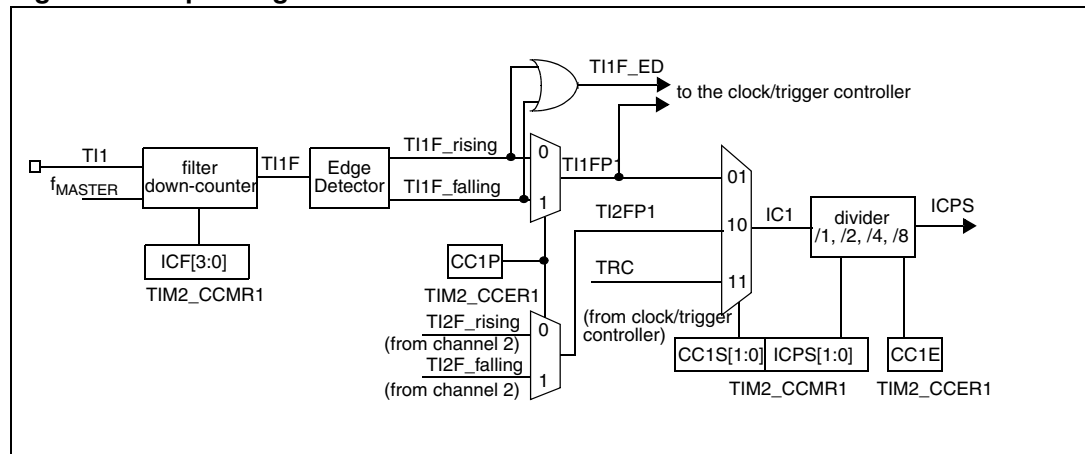 TI1F_ED
to the clock/trigger controller
TI1
f_MASTER
filter
down-counter
TI1F
Edge
Detector
TI1F_rising
TI1F_falling
0
1
TI1FP1
01
10
11
TI2FP1
TRC
IC1
divider
/1, /2, /4, /8
ICPS
ICF[3:0]
TIM2_CCMR1
CC1P
TIM2_CCER1
TI2F_rising
(from channel 2)
TI2F_falling
(from channel 2)
0
1
(from clock/trigger
controller)
CC1S[1:0]
ICPS[1:0]
TIM2_CCMR1
CC1E
TIM2_CCER1